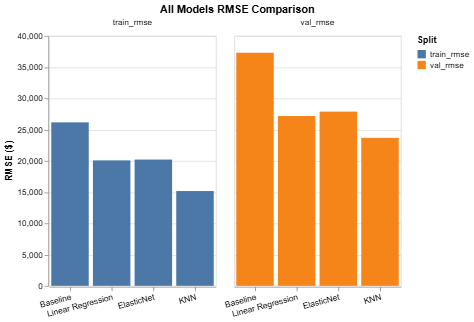 All Models RMSE Comparison
train_rmse val_rmse
Split
train_rmse
val_rmse
RMSE ($)
40,000
35,000
30,000
25,000
20,000
15,000
10,000
5,000
0
Baseline Linear Regression ElasticNet KNN Baseline Linear Regression ElasticNet KNN